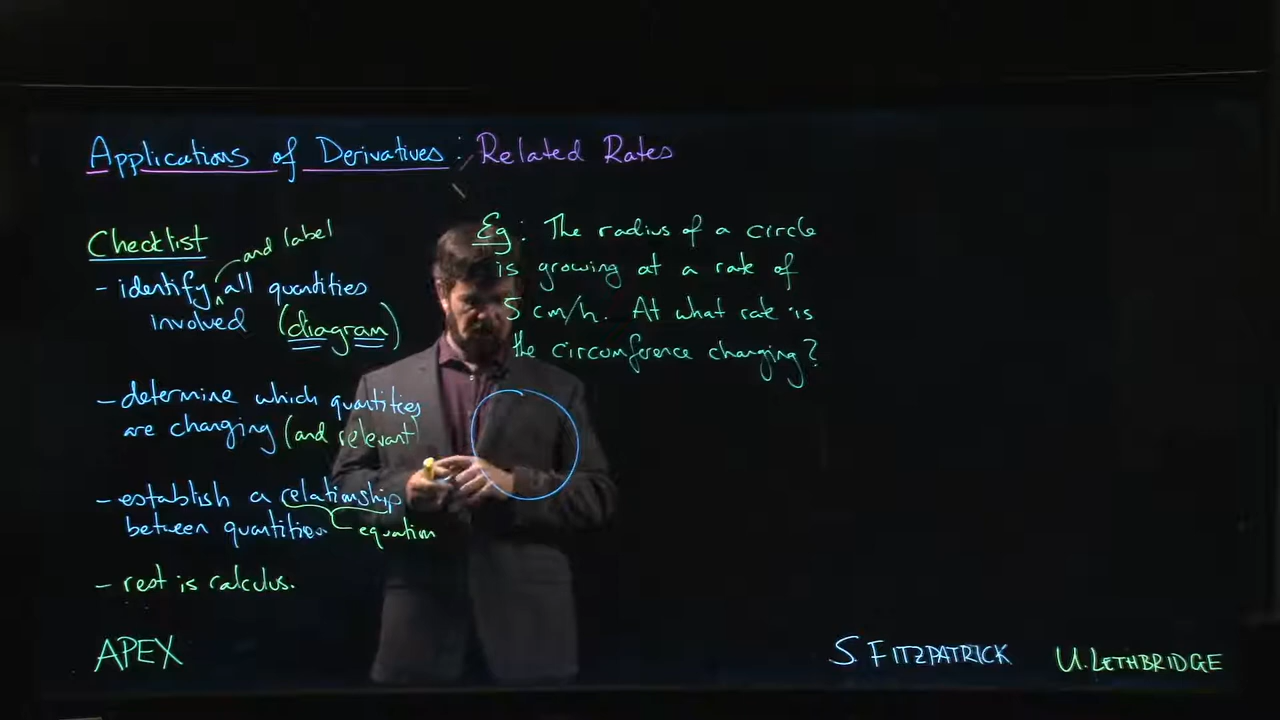 Applications of Derivatives: Related Rates
Checklist
and label
- identify all quantities
involved (diagram)
- determine which quantities
are changing (and relevant)
- establish a relationship
between quantities
equation
- rest is calculus.
Eg: The radius of a circle
is growing at a rate of
5 cm/h. At what rate is
the circumference changing?
APEX
S. FITZPATRICK
U. LETHBRIDGE